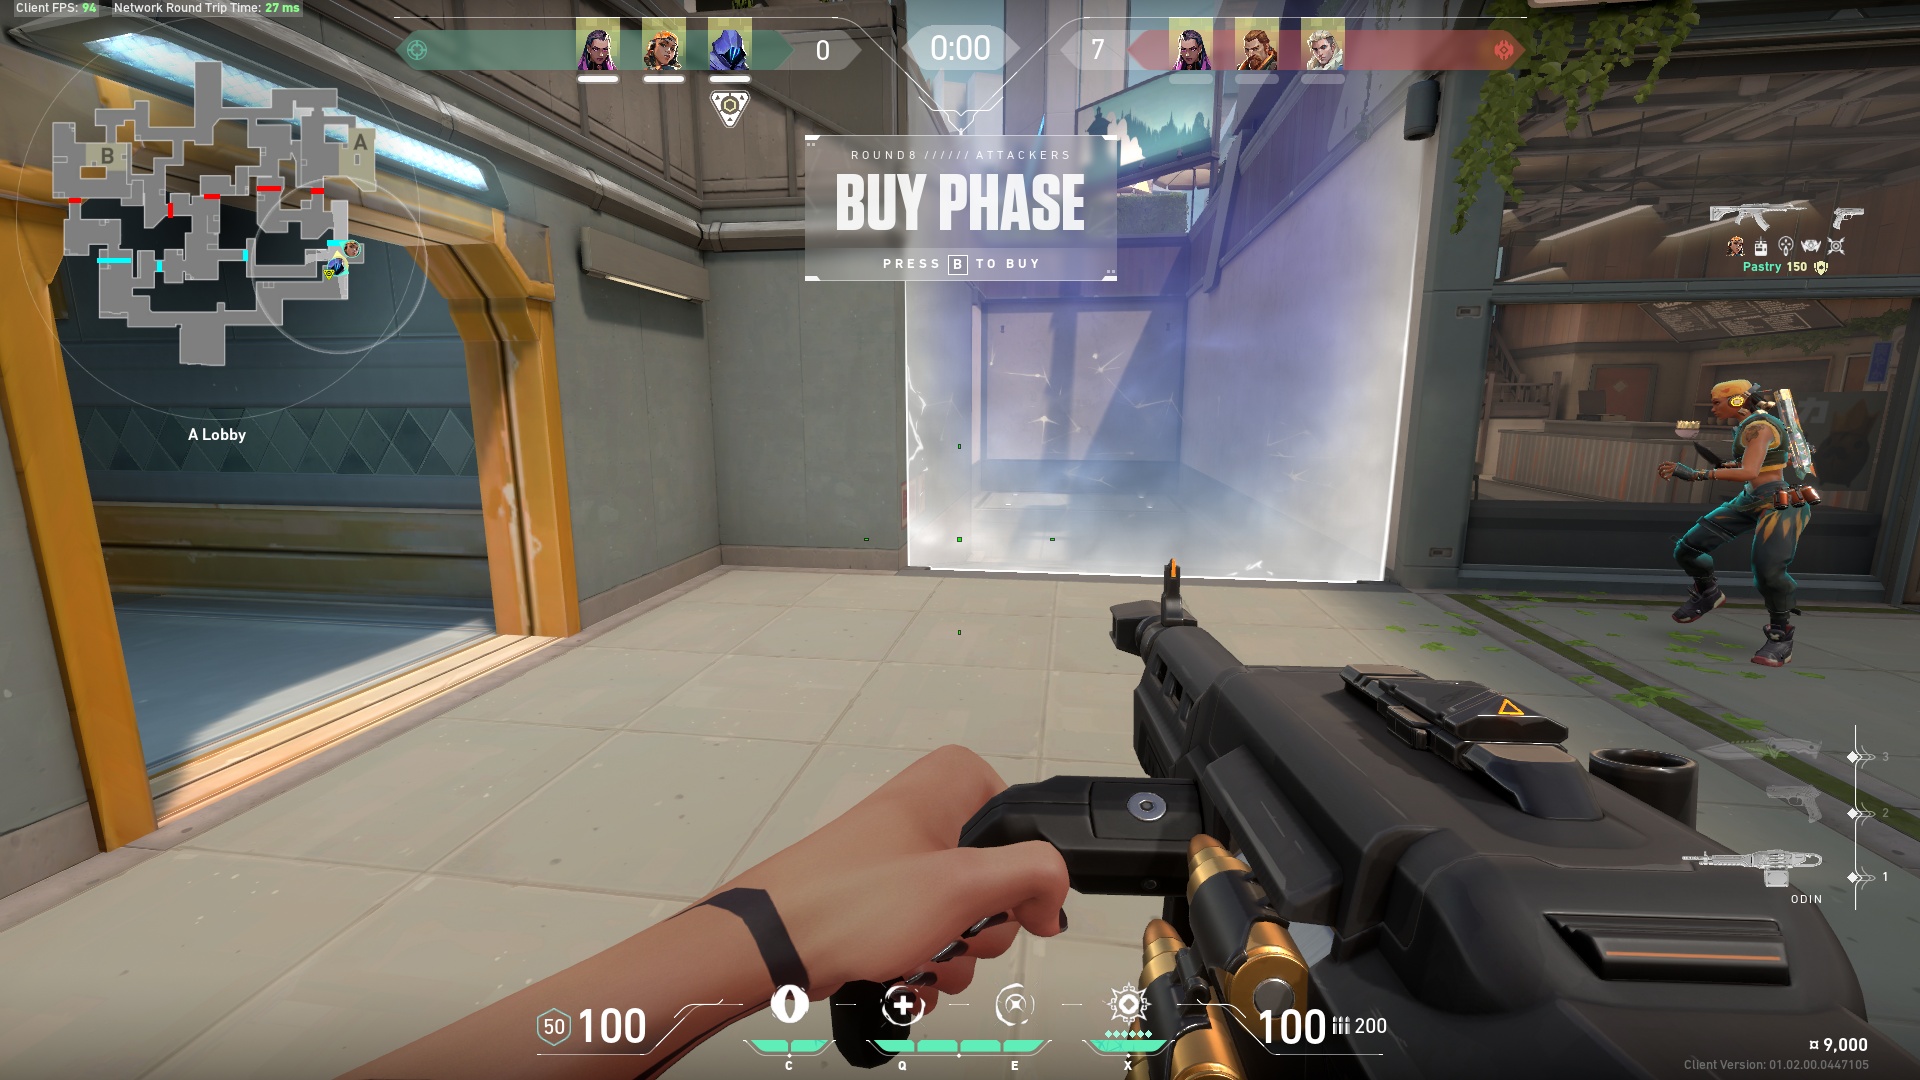 Client FPS: 94 Network Round Trip Time: 27 ms
0
0:00
7
ROUND8 ////// ATTACKERS
BUY PHASE
PRESS B TO BUY
B
A
Pastry 150
A Lobby
3
2
1
ODIN
50 100
100 200
C
Q
E
X
¤ 9,000
Client Version: 01.02.00.0447105